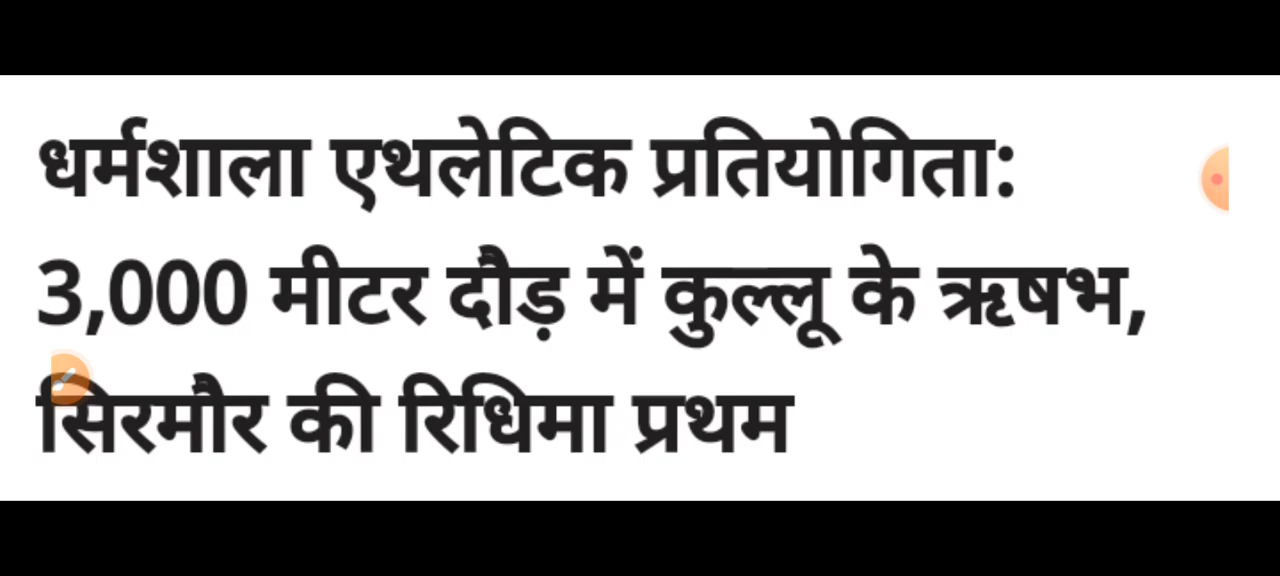 धर्मशाला एथलेटिक प्रतियोगिता:
3,000 मीटर दौड़ में कुल्लू के ऋषभ,
सिरमौर की रिधिमा प्रथम